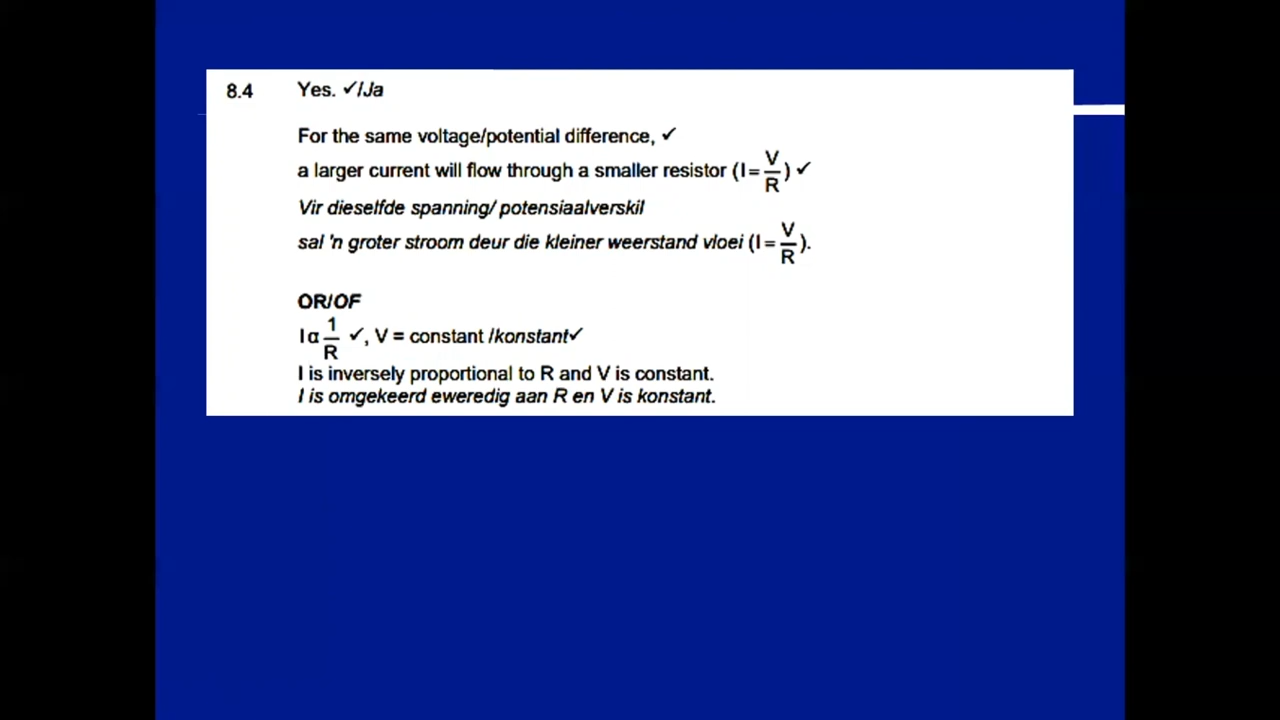 8.4 Yes. ✓/Ja
For the same voltage/potential difference, ✓
a larger current will flow through a smaller resistor (I = V/R) ✓
Vir dieselfde spanning/ potensiaalverskil
sal 'n groter stroom deur die kleiner weerstand vloei (I = V/R).
OR/OF
I α 1/R ✓, V = constant /konstant✓
I is inversely proportional to R and V is constant.
I is omgekeerd eweredig aan R en V is konstant.